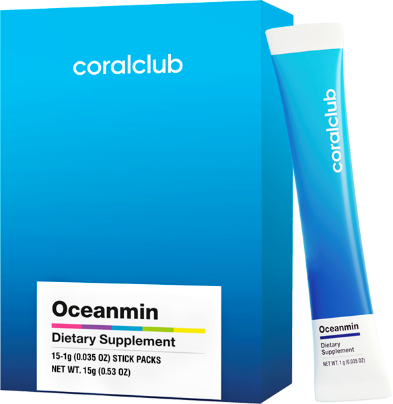 coralclub
Oceanmin
Dietary Supplement
15-1g (0.035 OZ) STICK PACKS
NET WT. 15g (0.53 OZ)
coralclub
Oceanmin
Dietary
Supplement
NET WT. 1 g (0.035 OZ)